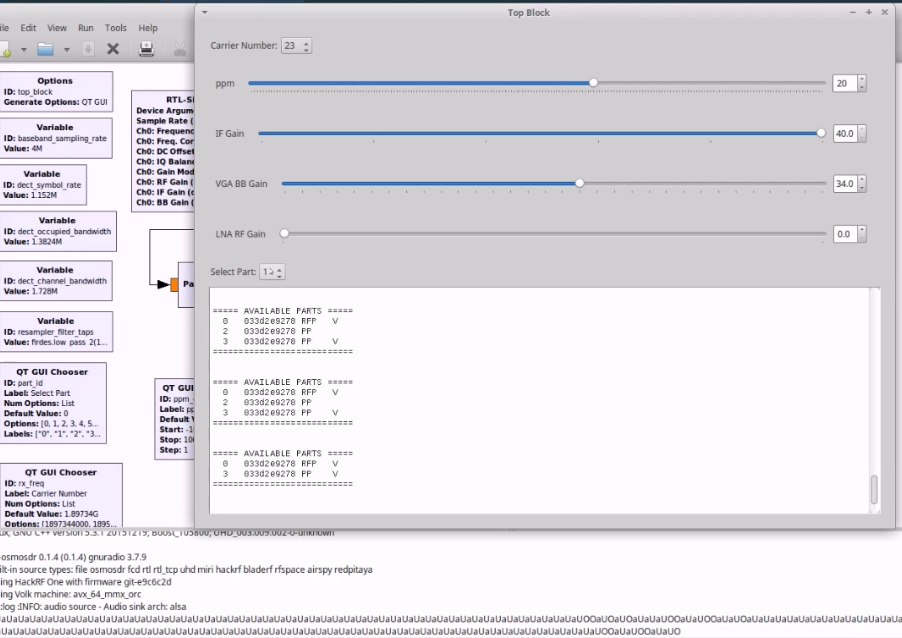 Top Block
ile Edit View Run Tools Help
Carrier Number: 23
ppm 20
IF Gain 40.0
VGA BB Gain 34.0
LNA RF Gain 0.0
Select Part: 1
===== AVAILABLE PARTS =====
0 033d2e9278 RFP V
2 033d2e9278 PP
3 033d2e9278 PP V
===========================
===== AVAILABLE PARTS =====
0 033d2e9278 RFP V
2 033d2e9278 PP
3 033d2e9278 PP V
===========================
===== AVAILABLE PARTS =====
0 033d2e9278 RFP V
3 033d2e9278 PP V
===========================
Options
ID: top_block
Generate Options: QT GUI
Variable
ID: baseband_sampling_rate
Value: 4M
Variable
ID: dect_symbol_rate
Value: 1.152M
Variable
ID: dect_occupied_bandwidth
Value: 1.3824M
Variable
ID: dect_channel_bandwidth
Value: 1.728M
Variable
ID: resampler_filter_taps
Value: firdes.low pass 2(1...
QT GUI Chooser
ID: part_id
Label: Select Part
Num Options: List
Default Value: 0
Options: [0, 1, 2, 3, 4, 5...
Labels: ["0", "1", "2", "3...
QT GUI Chooser
ID: rx_freq
Label: Carrier Number
Num Options: List
Default Value: 1.89734G
Options: [1897344000, 1895...
RTL-S
Device Argum
Sample Rate (
Ch0: Frequenc
Ch0: Freq. Cor
Ch0: DC Offset
Ch0: IQ Balanc
Ch0: Gain Mod
Ch0: RF Gain (
Ch0: IF Gain (
Ch0: BB Gain (
Pa
QT GUI
ID: ppm_
Label: pp
Default V
Start: -1
Stop: 10
Step: 1
ux; GNU C++ version 5.3.1 20151219; Boost_105800; UHD_003.009.002-0-unknown
-osmosdr 0.1.4 (0.1.4) gnuradio 3.7.9
ilt-in source types: file osmosdr fcd rtl rtl_tcp uhd miri hackrf bladerf rfspace airspy redpitaya
ing HackRF One with firmware git-e9c6c2d
ing Volk machine: avx_64_mmx_orc
:log :INFO: audio source - Audio sink arch: alsa